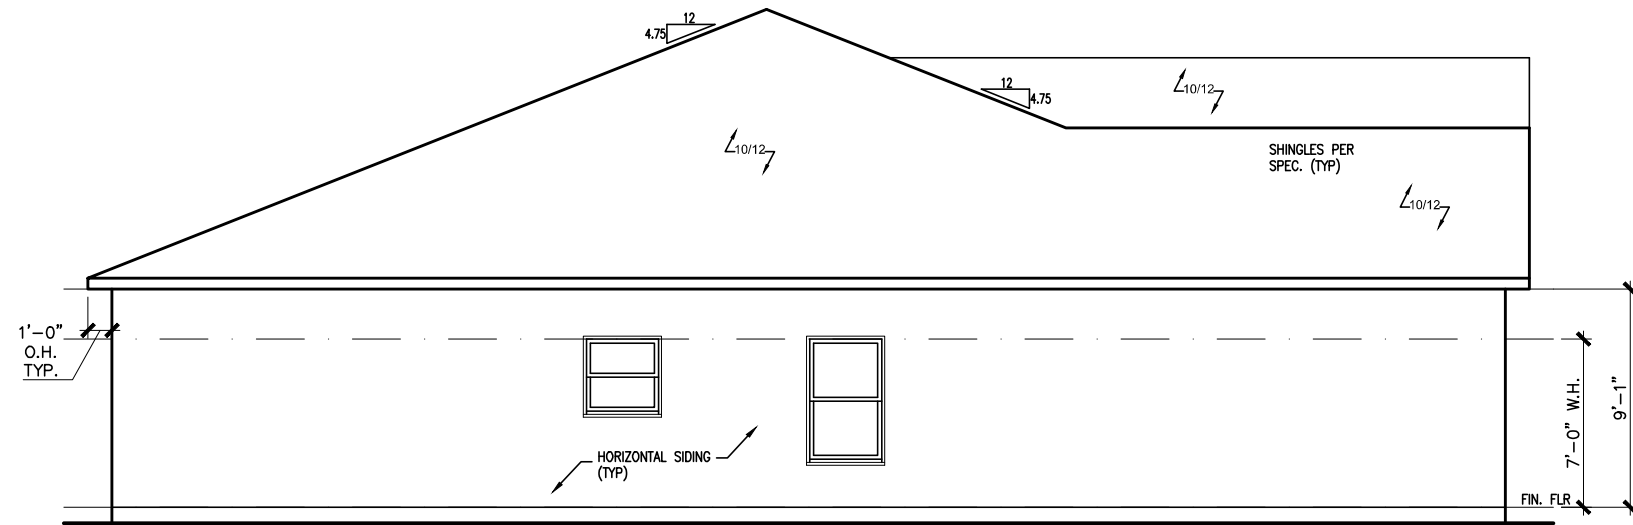 12
4.75
12
4.75
10/12
10/12
SHINGLES PER
SPEC. (TYP)
10/12
1'-0"
O.H.
TYP.
7'-0" W.H.
9'-1"
HORIZONTAL SIDING
(TYP)
FIN. FLR